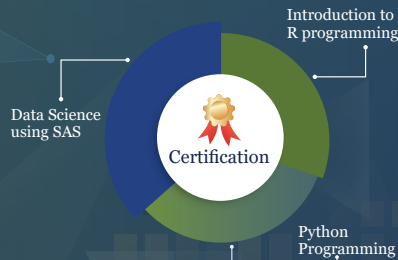 Introduction to
R programming
Data Science
using SAS
Certification
Python
Programming